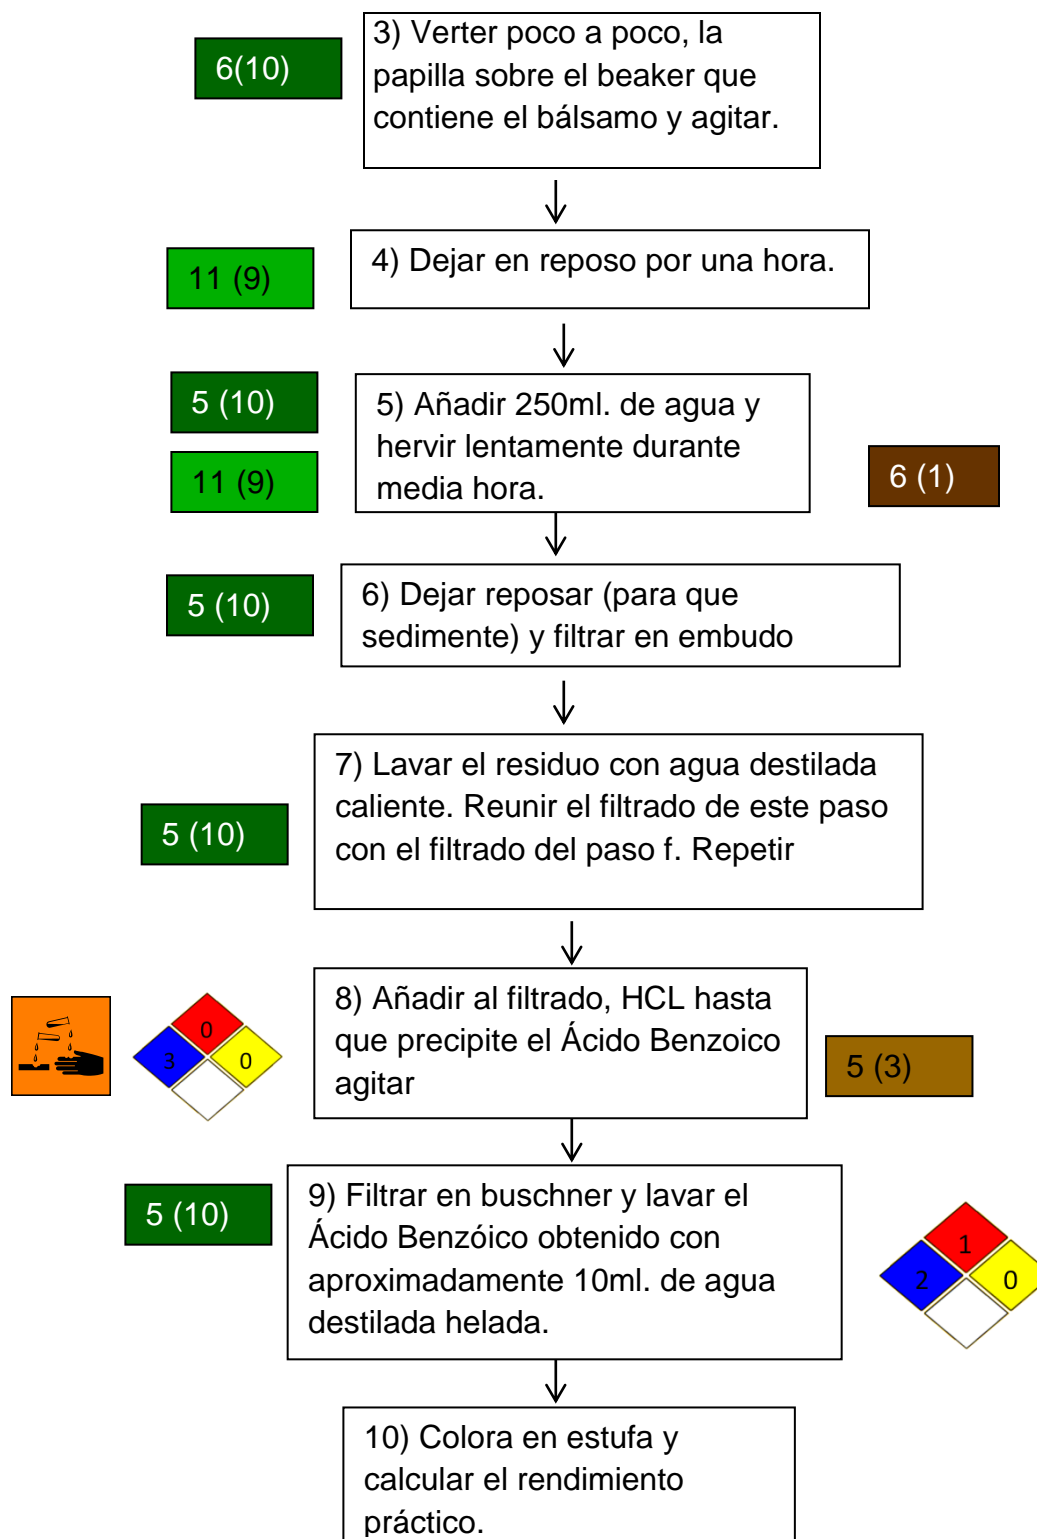 3) Verter poco a poco, la
papilla sobre el beaker que
contiene el bálsamo y agitar.
6(10)
4) Dejar en reposo por una hora.
11 (9)
5 (10)
11 (9)
5) Añadir 250ml. de agua y
hervir lentamente durante
media hora.
6 (1)
5 (10)
6) Dejar reposar (para que
sedimente) y filtrar en embudo
7) Lavar el residuo con agua destilada
caliente. Reunir el filtrado de este paso
con el filtrado del paso f. Repetir
5 (10)
0
3
0
8) Añadir al filtrado, HCL hasta
que precipite el Ácido Benzoico
agitar
5 (3)
5 (10)
9) Filtrar en buschner y lavar el
Ácido Benzóico obtenido con
aproximadamente 10ml. de agua
destilada helada.
1
2
0
10) Colora en estufa y
calcular el rendimiento
práctico.